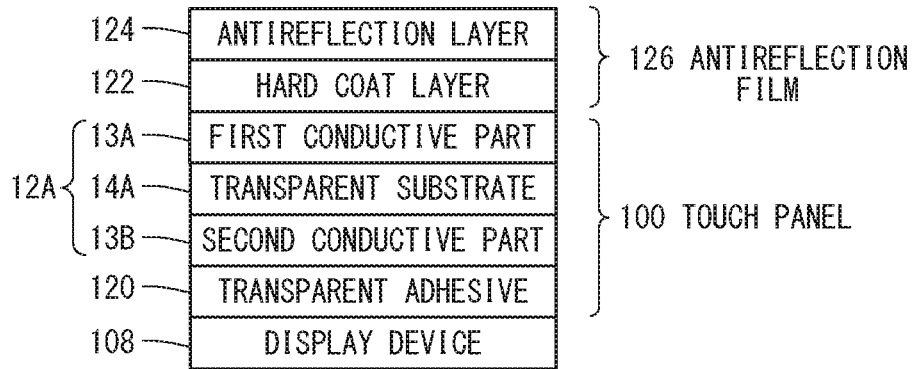 124 ANTIREFLECTION LAYER
122 HARD COAT LAYER
126 ANTIREFLECTION
FILM
12A
13A FIRST CONDUCTIVE PART
14A TRANSPARENT SUBSTRATE
13B SECOND CONDUCTIVE PART
120 TRANSPARENT ADHESIVE
100 TOUCH PANEL
108 DISPLAY DEVICE